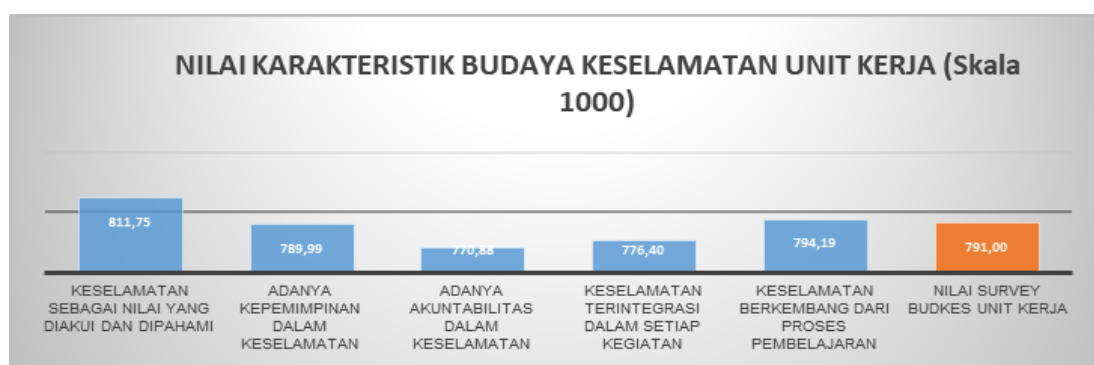 NILAI KARAKTERISTIK BUDAYA KESELAMATAN UNIT KERJA (Skala
1000)
811,75
789,99
770,88
776,40
794,19
791,00
KESELAMATAN
SEBAGAI NILAI YANG
DIAKUI DAN DIPAHAMI
ADANYA
KEPEMIMPINAN
DALAM
KESELAMATAN
ADANYA
AKUNTABILITAS
DALAM
KESELAMATAN
KESELAMATAN
TERINTEGRASI
DALAM SETIAP
KEGIATAN
KESELAMATAN
BERKEMBANG DARI
PROSES
PEMBELAJARAN
NILAI SURVEY
BUDKES UNIT KERJA